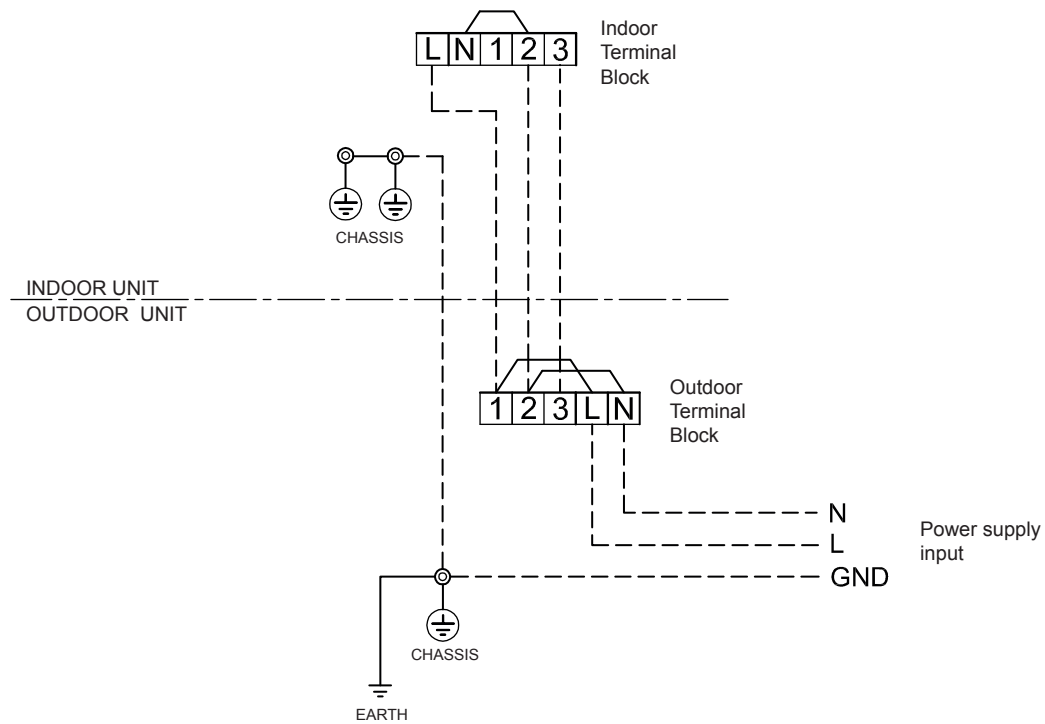 Indoor
Terminal
Block
L N 1 2 3
CHASSIS
INDOOR UNIT
OUTDOOR UNIT
Outdoor
Terminal
Block
1 2 3 L N
N
L
GND
Power supply
input
CHASSIS
EARTH